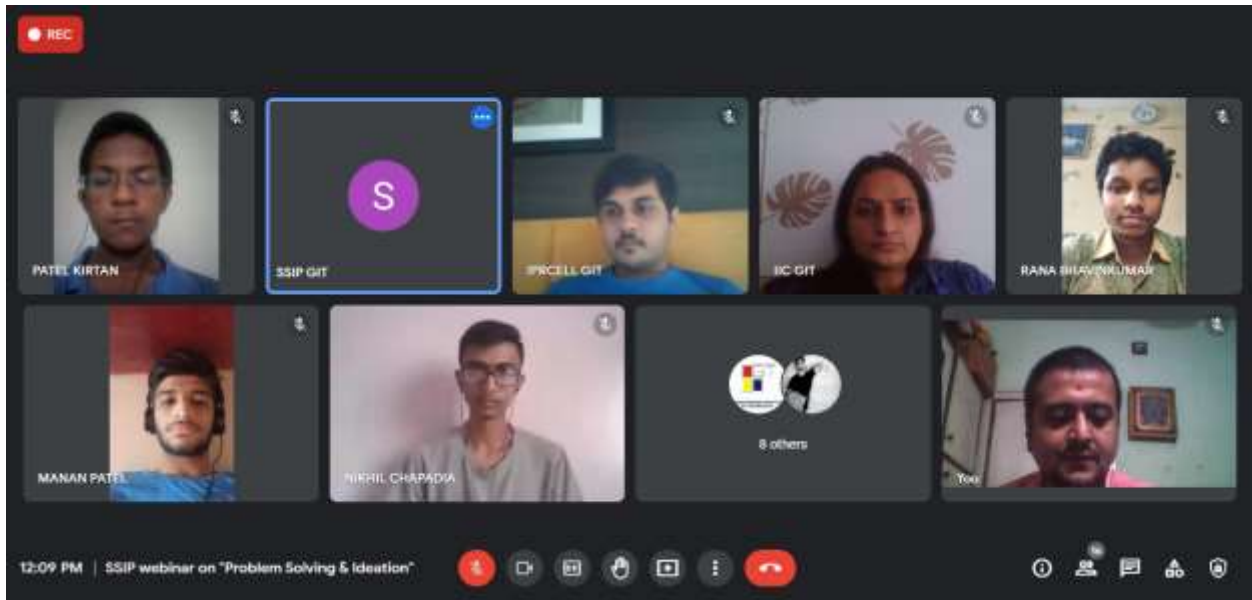 REC
PATEL KIRTAN
S
SSIP GIT
IPRCELL GIT
IIC GIT
RANA BHAVINKUMAR
MANAN PATEL
NIKHIL CHAPADIA
8 others
You
12:09 PM | SSIP webinar on "Problem Solving & Ideation"